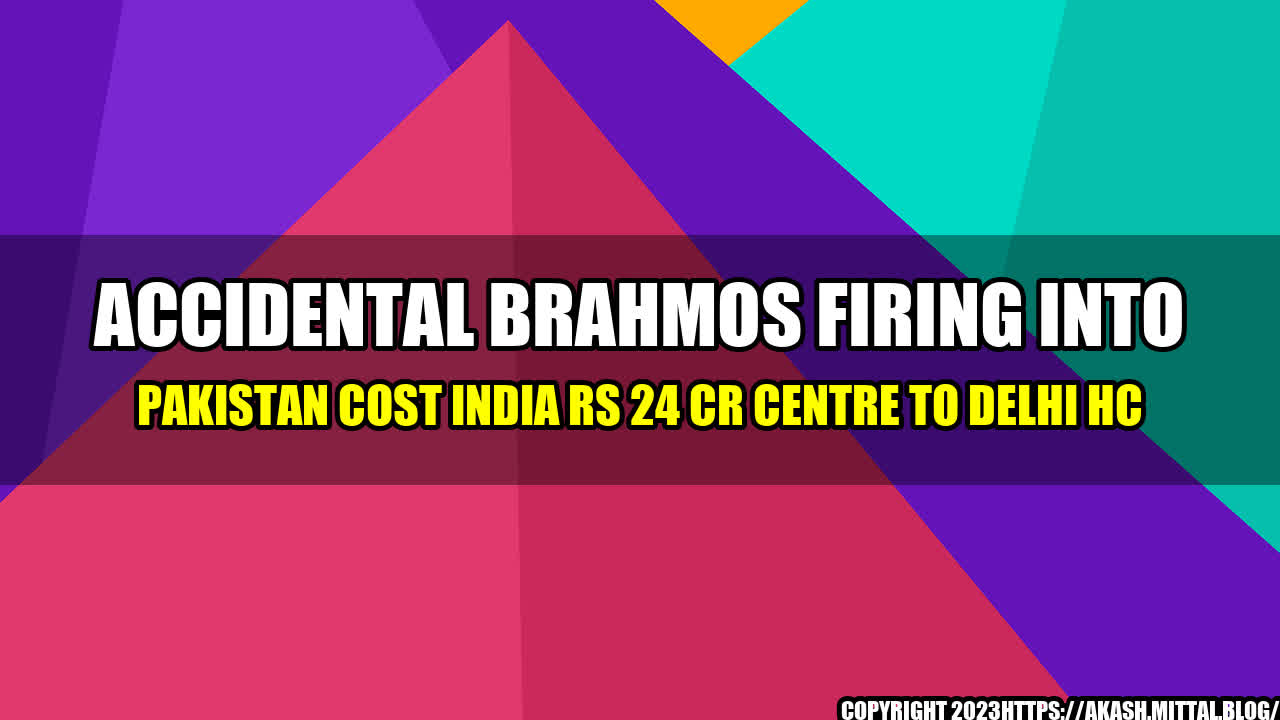 ACCIDENTAL BRAHMOS FIRING INTO
PAKISTAN COST INDIA RS 24 CR CENTRE TO DELHI HC
COPYRIGHT 2023HTTPS://AKASH.MITTAL.BLOG/